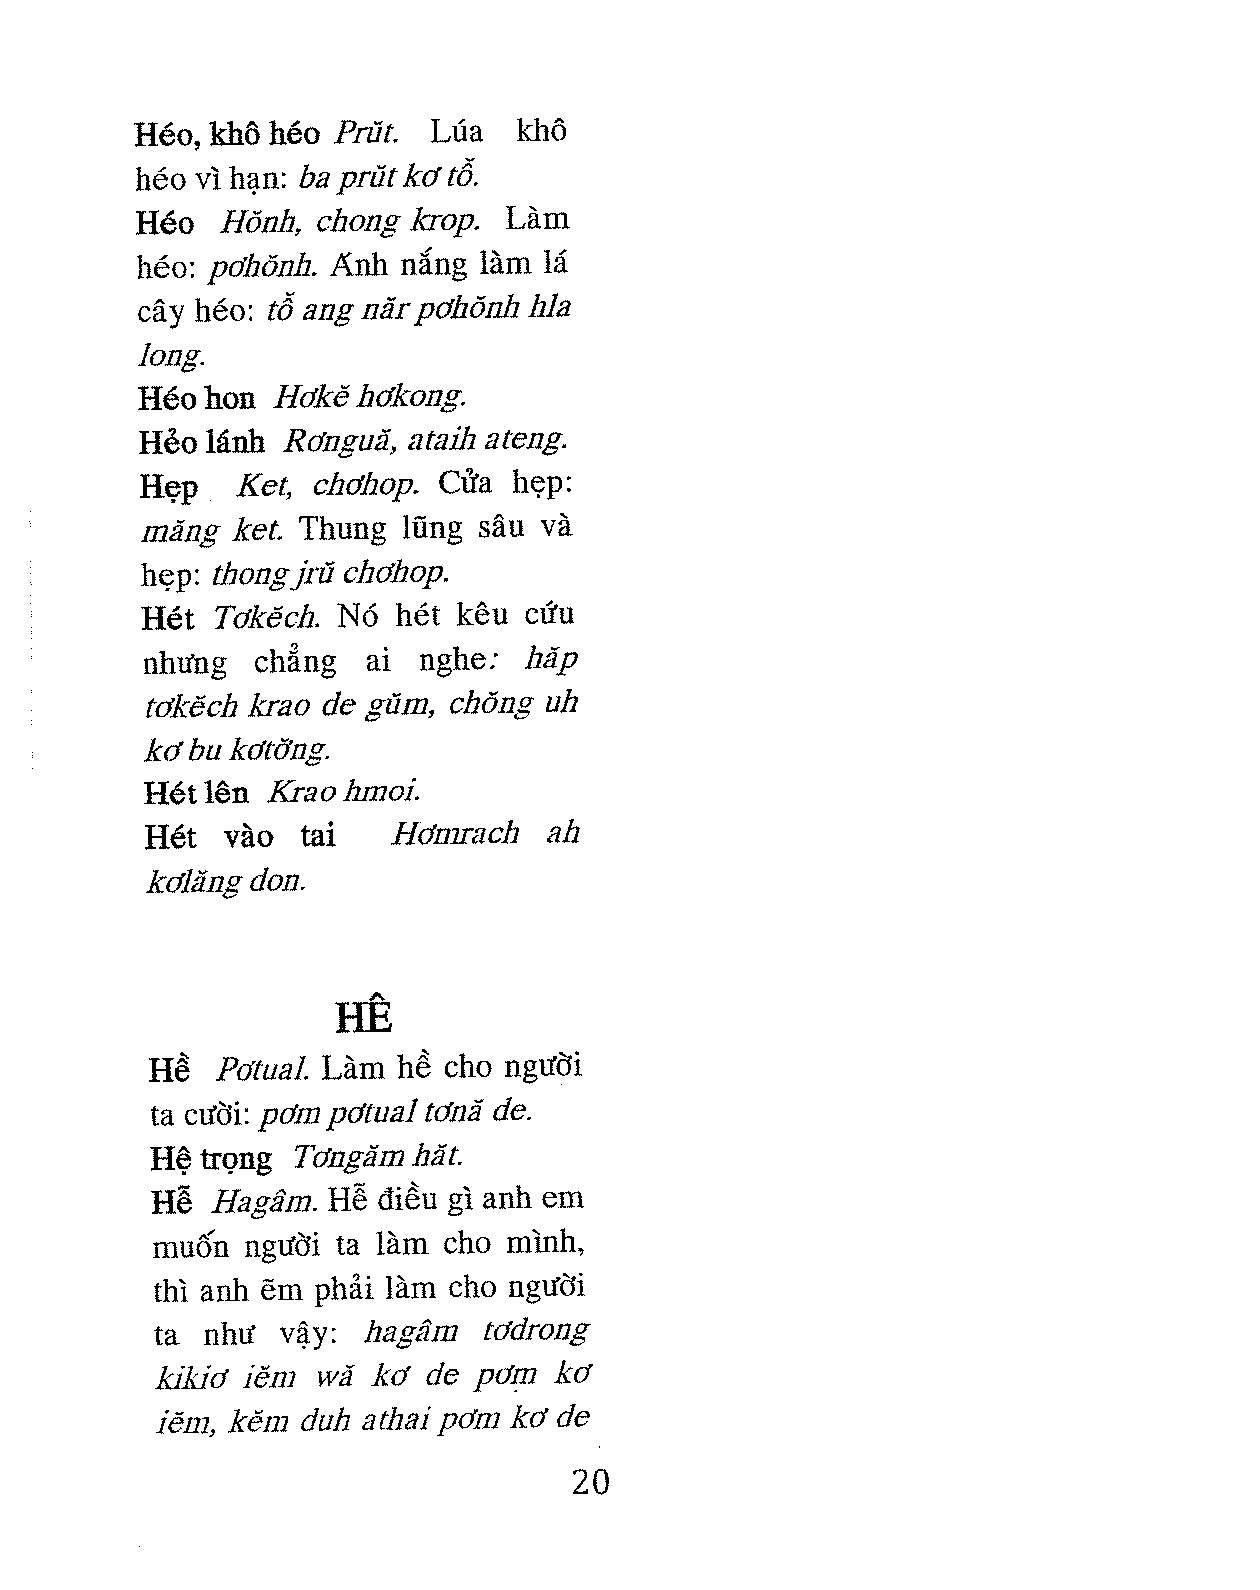 Héo, khô héo Prŭt. Lúa khô
héo vì hạn: ba prŭt kơ tỗ.
Héo Hŏnh, chong krop. Làm
héo: pơhŏnh. Ánh nắng làm lá
cây héo: tỗ ang năr pơhŏnh hla
long.
Héo hon Hơkĕ hơkong.
Hẻo lánh Rơnguă, ataih ateng.
Hẹp Ket, chơhop. Cửa hẹp:
măng ket. Thung lũng sâu và
hẹp: thong jrŭ chơhop.
Hét Tơkĕch. Nó hét kêu cứu
nhưng chẳng ai nghe: hăp
tơkĕch krao de gŭm, chŏng uh
kơ bu kơtơ̆ng.
Hét lên Krao hmoi.
Hét vào tai Hơmrach ah
kơlăng don.
HÊ
Hề Pơtual. Làm hề cho người
ta cười: pơm pơtual tơnă de.
Hệ trọng Tơngăm hăt.
Hễ Hagâm. Hễ điều gì anh em
muốn người ta làm cho mình,
thì anh ẽm phải làm cho người
ta như vậy: hagâm tơdrong
kikiơ iĕm wă kơ de pơm kơ
iĕm, kĕm duh athai pơm kơ de
20